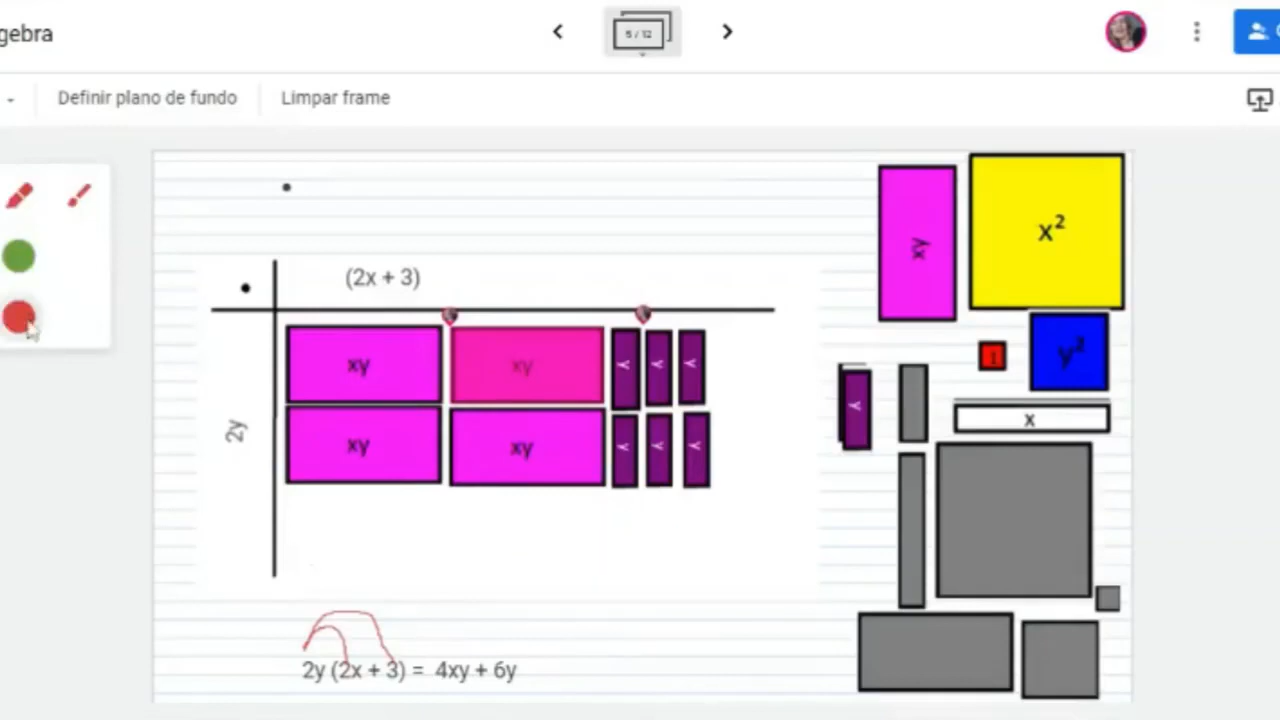 gebra
5 / 12
Definir plano de fundo
Limpar frame
xy
x²
(2x + 3)
2y
xy
xy
Y
Y
Y
xy
xy
Y
Y
Y
1
y²
Y
x
2y (2x + 3) = 4xy + 6y